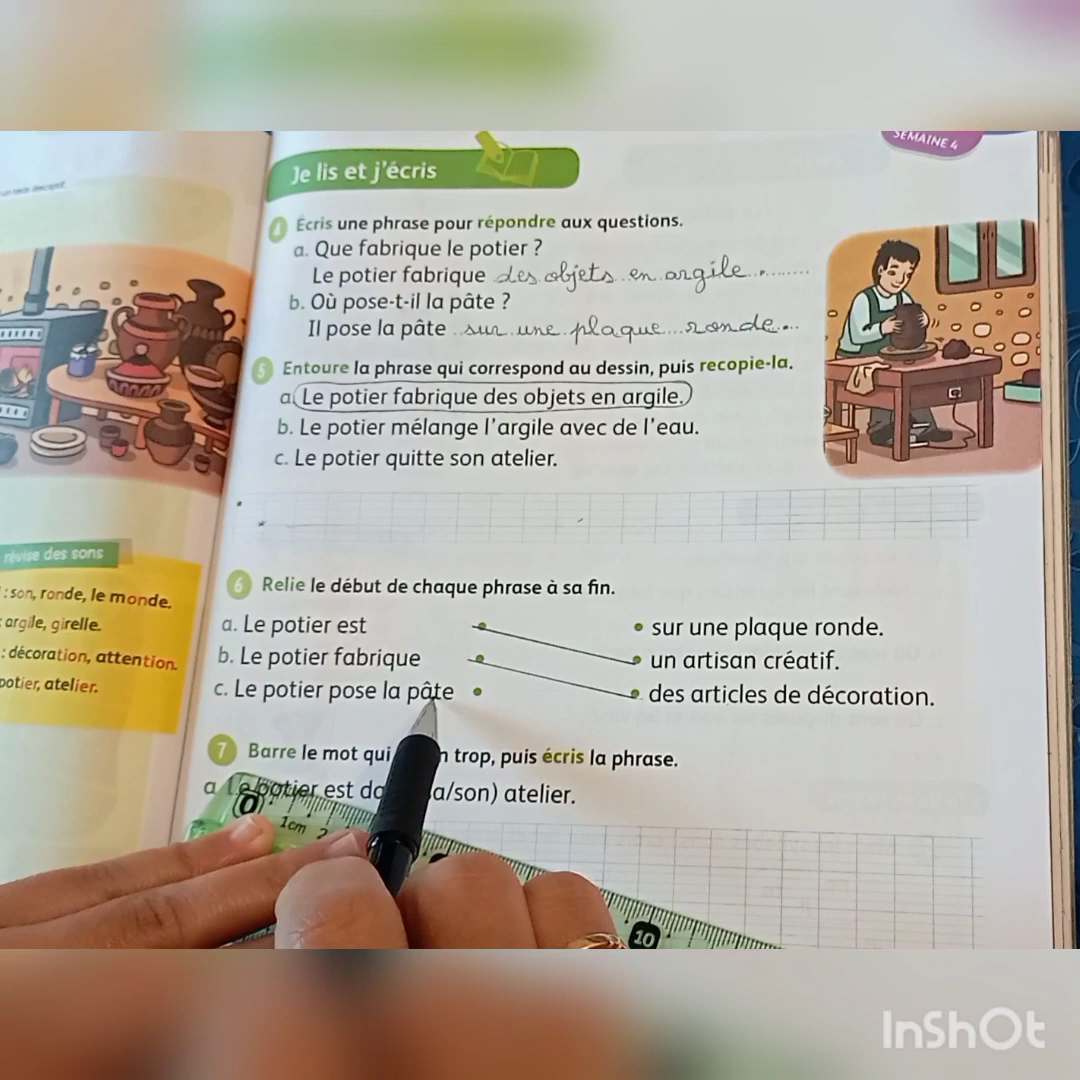 SEMAINE 4
Je lis et j'écris
4 Écris une phrase pour répondre aux questions.
a. Que fabrique le potier ?
Le potier fabrique des objets en argile
b. Où pose-t-il la pâte ?
Il pose la pâte sur une plaque ronde
5 Entoure la phrase qui correspond au dessin, puis recopie-la.
a. Le potier fabrique des objets en argile.
b. Le potier mélange l'argile avec de l'eau.
c. Le potier quitte son atelier.
révise des sons
: son, ronde, le monde.
argile, girelle.
: décoration, attention.
potier, atelier.
6 Relie le début de chaque phrase à sa fin.
a. Le potier est • • sur une plaque ronde.
b. Le potier fabrique • • un artisan créatif.
c. Le potier pose la pâte • • des articles de décoration.
7 Barre le mot qui trop, puis écris la phrase.
a Le potier est /son) atelier.
0 1cm 2
10
InShOt